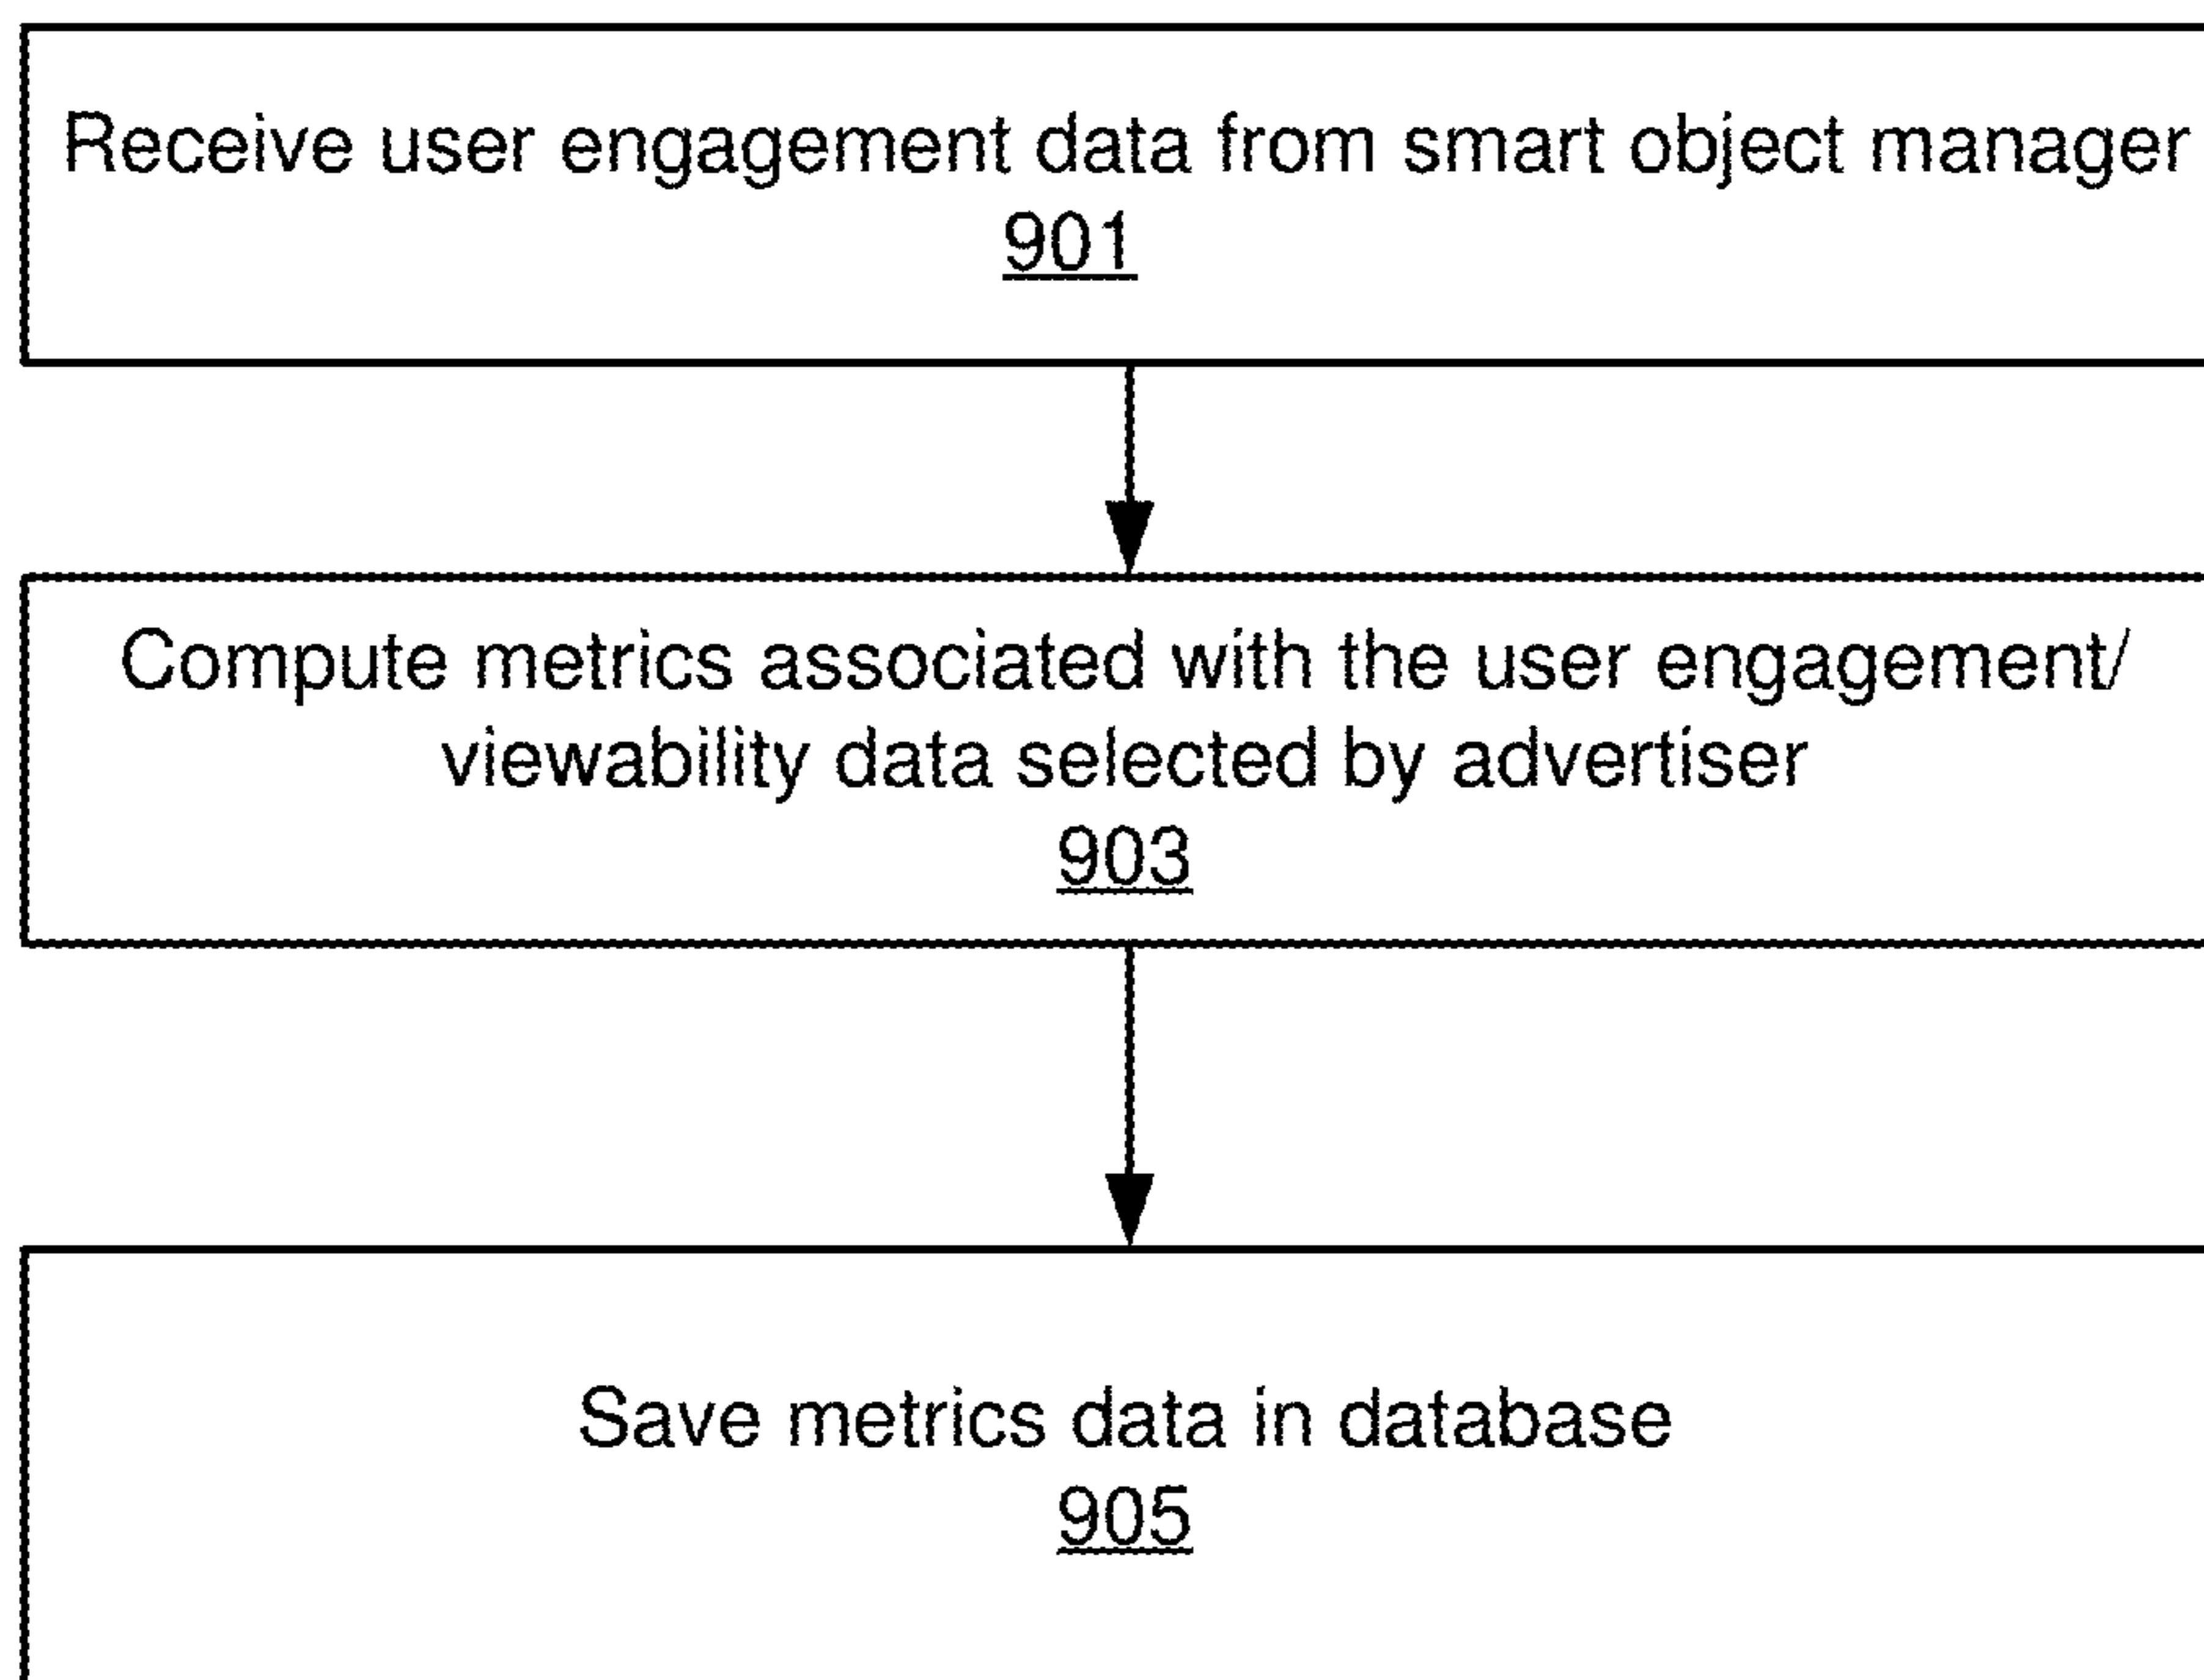 Receive user engagement data from smart object manager
901
Compute metrics associated with the user engagement/
viewability data selected by advertiser
903
Save metrics data in database
905